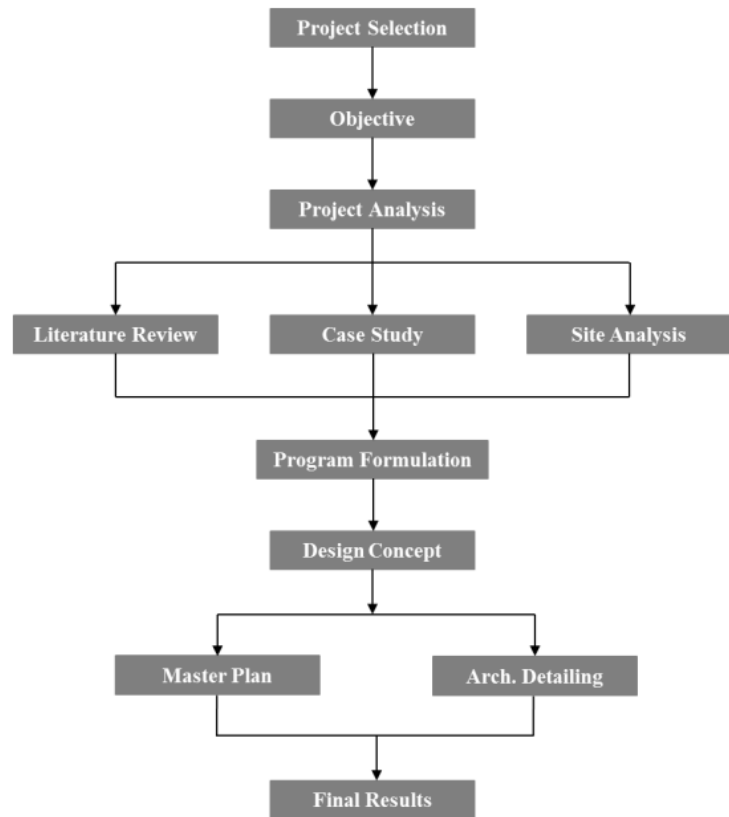 Project Selection
Objective
Project Analysis
Literature Review
Case Study
Site Analysis
Program Formulation
Design Concept
Master Plan
Arch. Detailing
Final Results